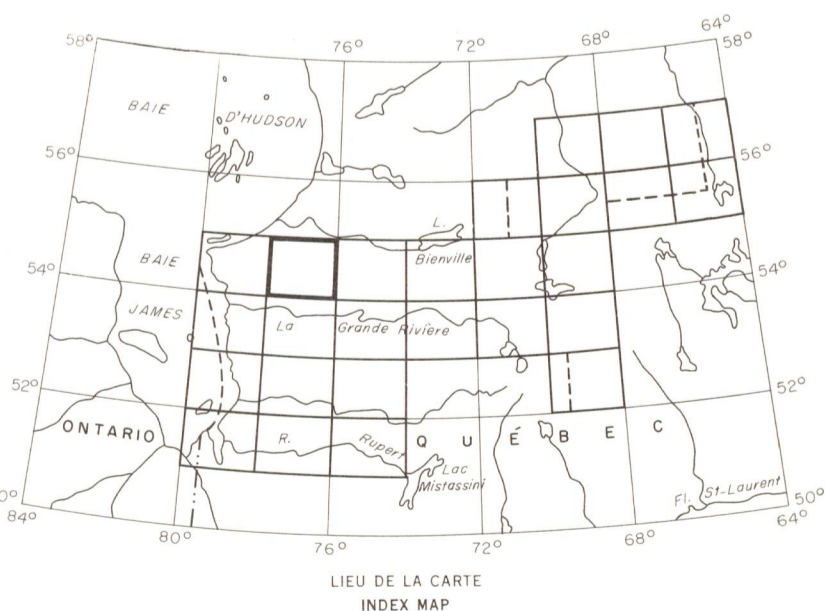 64°
58° 76° 72° 68° 58°
BAIE
D'HUDSON
56° 56°
L.
Bienville
BAIE
54° 54°
JAMES
La Grande Rivière
52° 52°
ONTARIO
R. Rupert
Q U É B E C
Lac
Mistassini
Fl. St-Laurent
0° 50°
84° 80° 76° 72° 68° 64°
LIEU DE LA CARTE
INDEX MAP